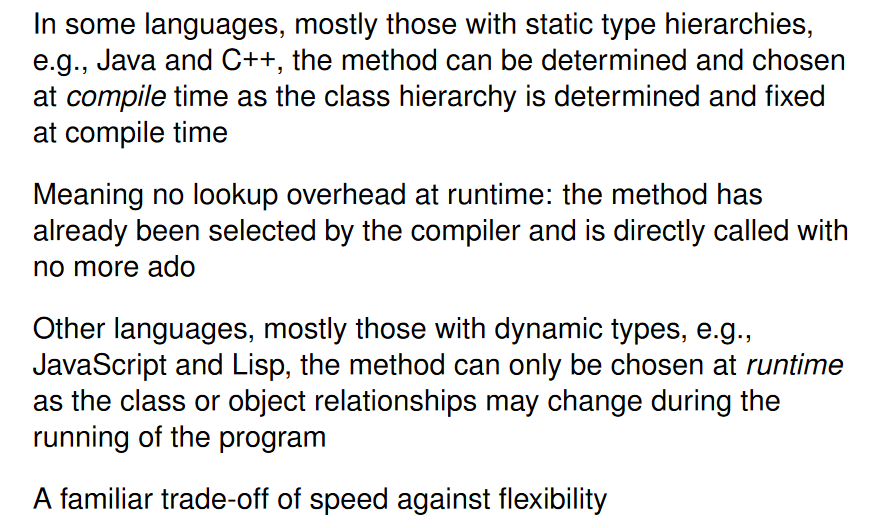 In some languages, mostly those with static type hierarchies,
e.g., Java and C++, the method can be determined and chosen
at compile time as the class hierarchy is determined and fixed
at compile time
Meaning no lookup overhead at runtime: the method has
already been selected by the compiler and is directly called with
no more ado
Other languages, mostly those with dynamic types, e.g.,
JavaScript and Lisp, the method can only be chosen at runtime
as the class or object relationships may change during the
running of the program
A familiar trade-off of speed against flexibility